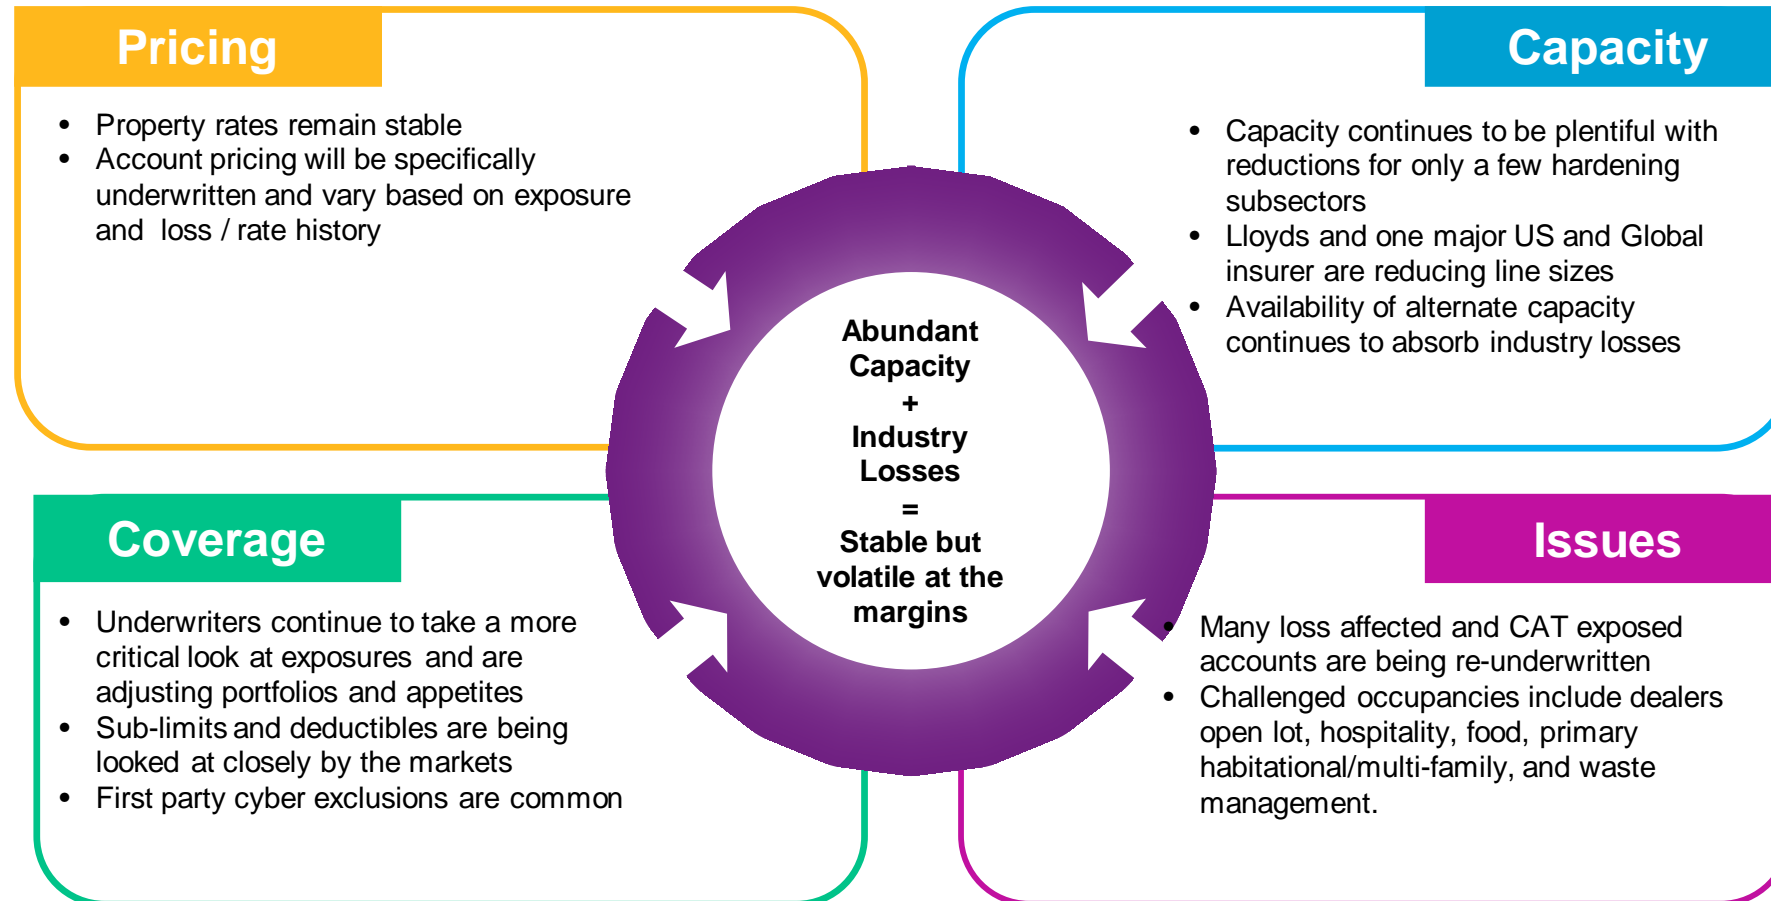 Pricing
• Property rates remain stable
• Account pricing will be specifically
underwritten and vary based on exposure
and loss / rate history
Capacity
• Capacity continues to be plentiful with
reductions for only a few hardening
subsectors
• Lloyds and one major US and Global
insurer are reducing line sizes
• Availability of alternate capacity
continues to absorb industry losses
Abundant
Capacity
+
Industry
Losses
=
Stable but
volatile at the
margins
Coverage
• Underwriters continue to take a more
critical look at exposures and are
adjusting portfolios and appetites
• Sub-limits and deductibles are being
looked at closely by the markets
• First party cyber exclusions are common
Issues
• Many loss affected and CAT exposed
accounts are being re-underwritten
• Challenged occupancies include dealers
open lot, hospitality, food, primary
habitational/multi-family, and waste
management.